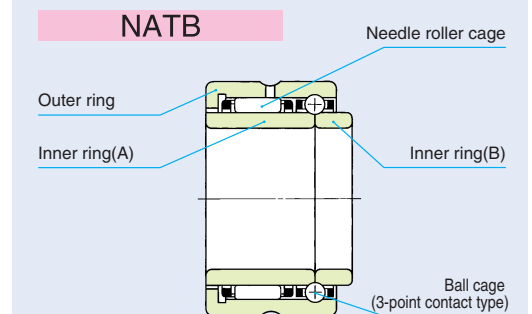 NATB
Needle roller cage
Outer ring
Inner ring(A)
Inner ring(B)
Ball cage
(3-point contact type)